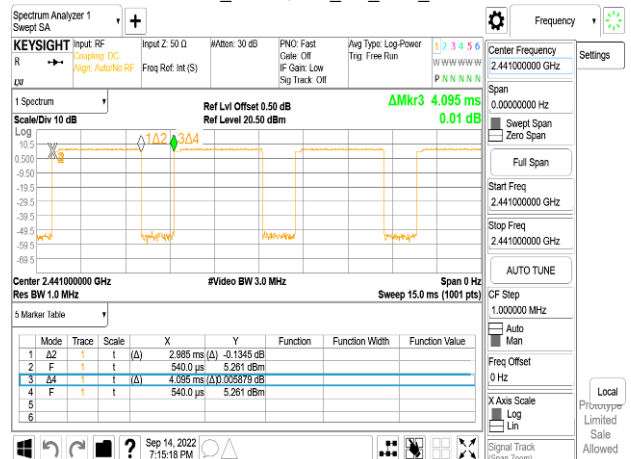 Spectrum Analyzer 1
Swept SA
Frequency
KEYSIGHT
R
LXI
Input: RF
Coupling: DC
Align: Auto/No RF
Input Z: 50 Ω
Freq Ref: Int (S)
#Atten: 30 dB
PNO: Fast
Gate: Off
IF Gain: Low
Sig Track: Off
Avg Type: Log-Power
Trig: Free Run
1 2 3 4 5 6
W W W W W W
P N N N N N
Center Frequency
2.441000000 GHz
Settings
Span
0.00000000 Hz
Swept Span
Zero Span
Full Span
Start Freq
2.441000000 GHz
Stop Freq
2.441000000 GHz
AUTO TUNE
CF Step
1.000000 MHz
Auto
Man
Freq Offset
0 Hz
X Axis Scale
Log
Lin
Signal Track
(Span Zoom)
Local
Prototype
Limited
Sale
Allowed
1 Spectrum
Scale/Div 10 dB
Ref Lvl Offset 0.50 dB
Ref Level 20.50 dBm
ΔMkr3 4.095 ms
0.01 dB
Log
10.5
0.500
-9.50
-19.5
-29.5
-39.5
-49.5
-59.5
-69.5
1Δ2
3Δ4
Center 2.441000000 GHz
Res BW 1.0 MHz
#Video BW 3.0 MHz
Span 0 Hz
Sweep 15.0 ms (1001 pts)
5 Marker Table
Mode Trace Scale X Y Function Function Width Function Value
1 Δ2 1 t (Δ) 2.985 ms (Δ) -0.1345 dB
2 F 1 t 540.0 µs 5.261 dBm
3 Δ4 1 t (Δ) 4.095 ms (Δ) 0.005879 dB
4 F 1 t 540.0 µs 5.261 dBm
5
6
?
Sep 14, 2022
7:15:18 PM